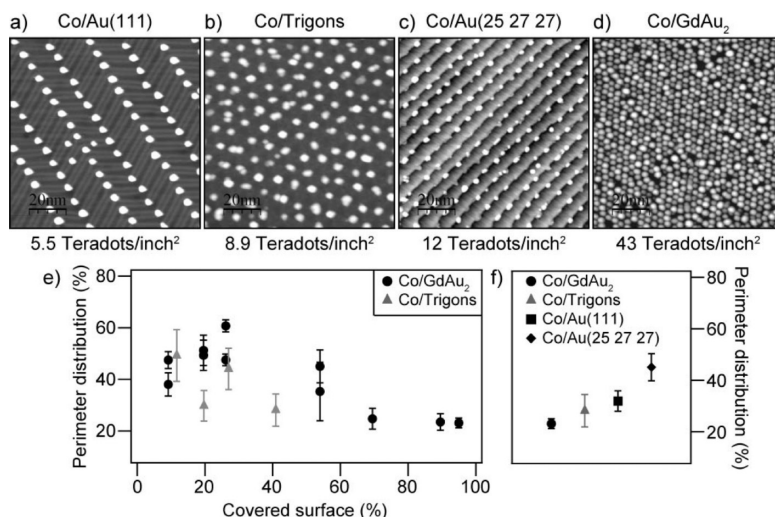 a) Co/Au(111)
b) Co/Trigons
c) Co/Au(25 27 27)
d) Co/GdAu₂
20nm
20nm
20nm
20nm
5.5 Teradots/inch²
8.9 Teradots/inch²
12 Teradots/inch²
43 Teradots/inch²
e)
Perimeter distribution (%)
80
60
40
20
Co/GdAu₂
Co/Trigons
0 20 40 60 80 100
Covered surface (%)
f)
Co/GdAu₂
Co/Trigons
Co/Au(111)
Co/Au(25 27 27)
80
60
40
20
Perimeter distribution (%)